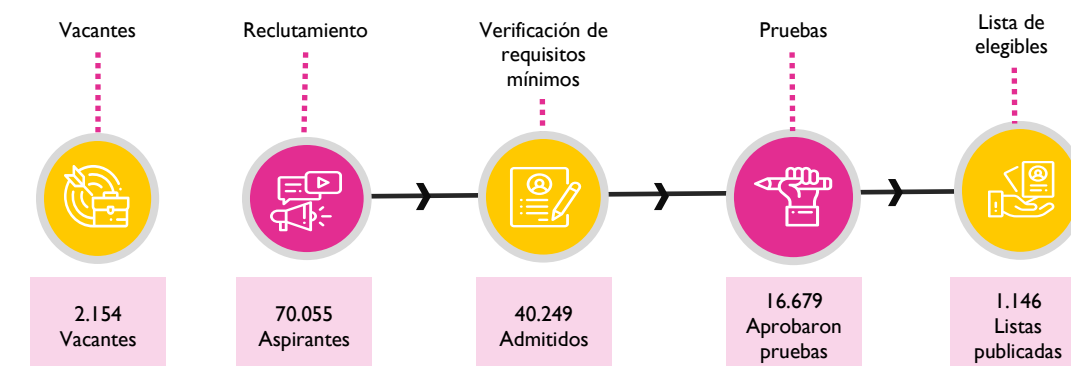 Vacantes
Reclutamiento
Verificación de
requisitos
mínimos
Pruebas
Lista de
elegibles
2.154
Vacantes
70.055
Aspirantes
40.249
Admitidos
16.679
Aprobaron
pruebas
1.146
Listas
publicadas